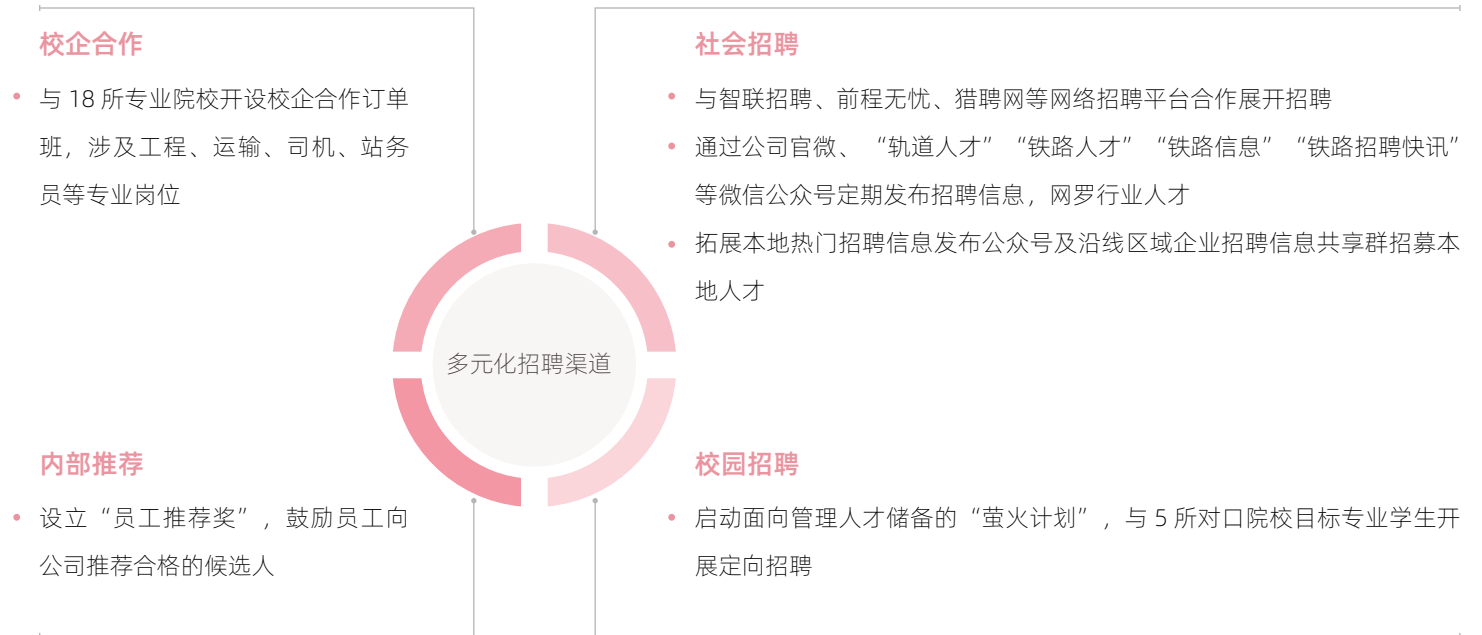 校企合作
与 18 所专业院校开设校企合作订单
班，涉及工程、运输、司机、站务
员等专业岗位
社会招聘
与智联招聘、前程无忧、猎聘网等网络招聘平台合作展开招聘
通过公司官微、“轨道人才”“铁路人才”“铁路信息”“铁路招聘快讯”
等微信公众号定期发布招聘信息，网罗行业人才
拓展本地热门招聘信息发布公众号及沿线区域企业招聘信息共享群招募本
地人才
多元化招聘渠道
内部推荐
设立“员工推荐奖”，鼓励员工向
公司推荐合格的候选人
校园招聘
启动面向管理人才储备的“萤火计划”，与 5 所对口院校目标专业学生开
展定向招聘